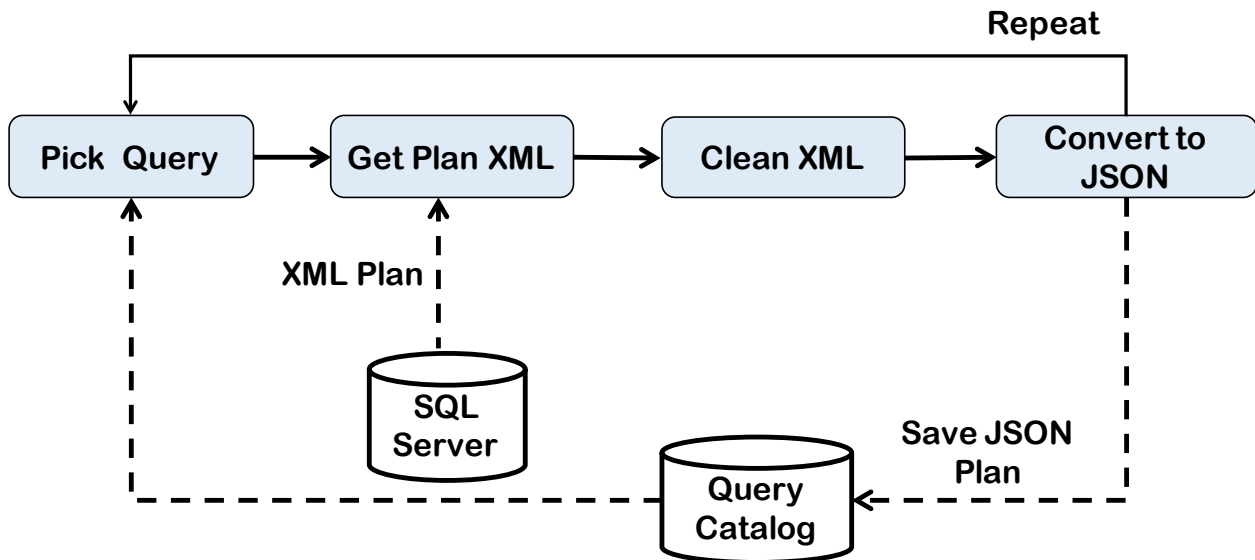 Repeat
Pick Query
Get Plan XML
Clean XML
Convert to
JSON
XML Plan
SQL
Server
Save JSON
Plan
Query
Catalog